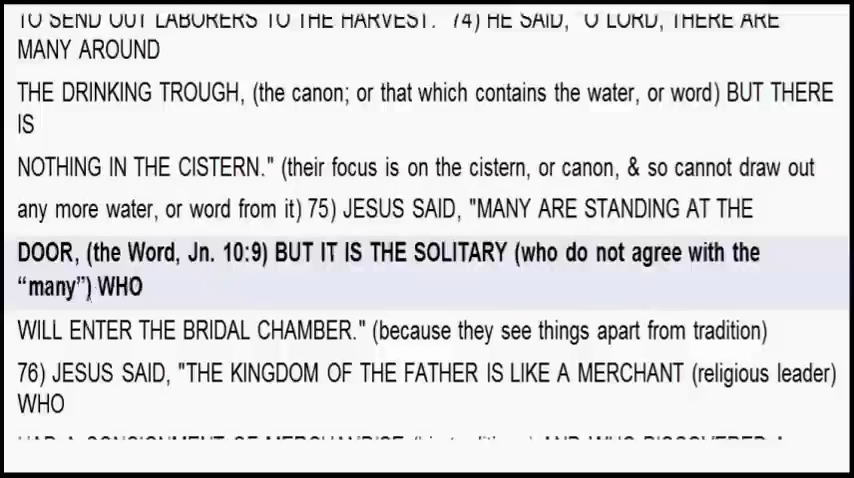 TO SEND OUT LABORERS TO THE HARVEST." 74) HE SAID, "O LORD, THERE ARE
MANY AROUND
THE DRINKING TROUGH, (the canon; or that which contains the water, or word) BUT THERE
IS
NOTHING IN THE CISTERN." (their focus is on the cistern, or canon, & so cannot draw out
any more water, or word from it) 75) JESUS SAID, "MANY ARE STANDING AT THE
DOOR, (the Word, Jn. 10:9) BUT IT IS THE SOLITARY (who do not agree with the
“many”) WHO
WILL ENTER THE BRIDAL CHAMBER." (because they see things apart from tradition)
76) JESUS SAID, "THE KINGDOM OF THE FATHER IS LIKE A MERCHANT (religious leader)
WHO